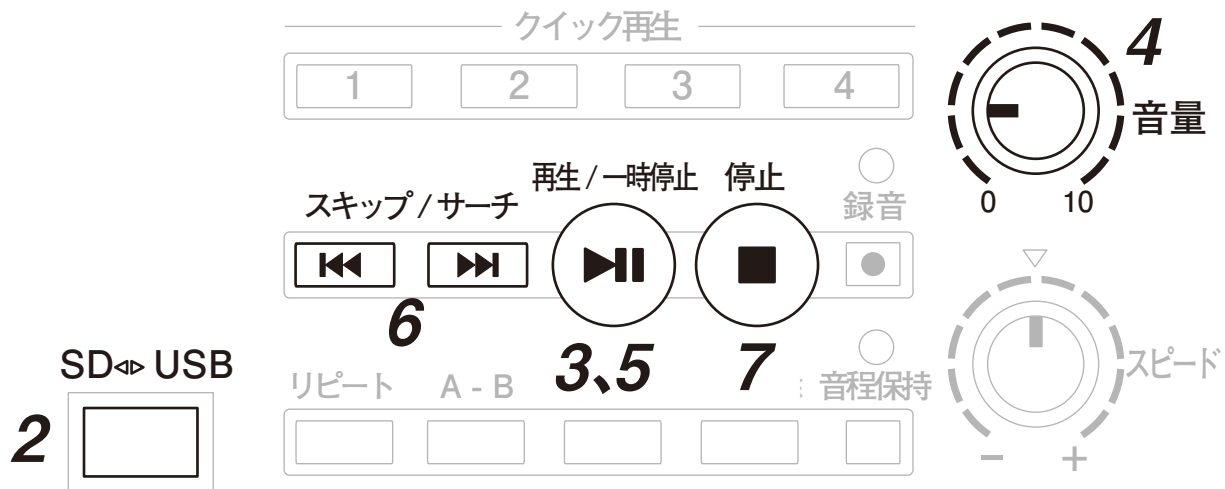 クイック再生
1 2 3 4
4
音量
0 10
再生 / 一時停止 停止
スキップ / サーチ
録音
6
3、5 7
SD USB
2
リピート A - B 音程保持
スピード
- +